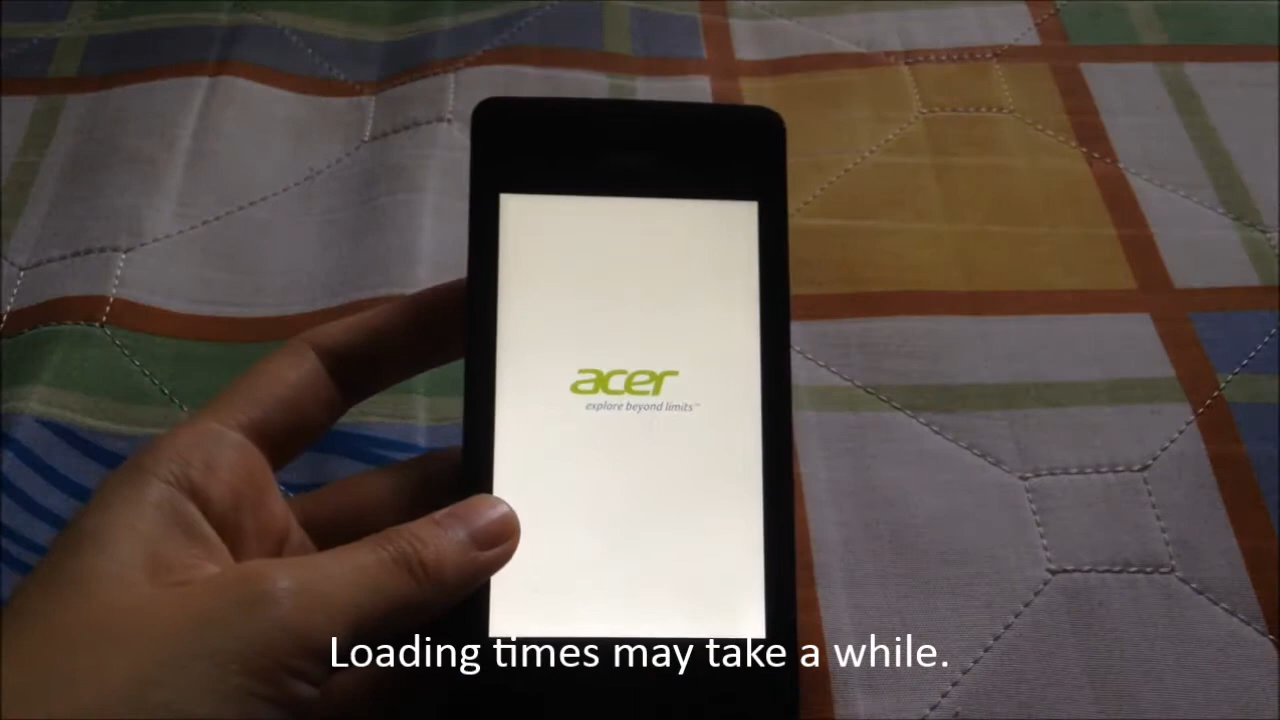 acer
explore beyond limits™
Loading times may take a while.